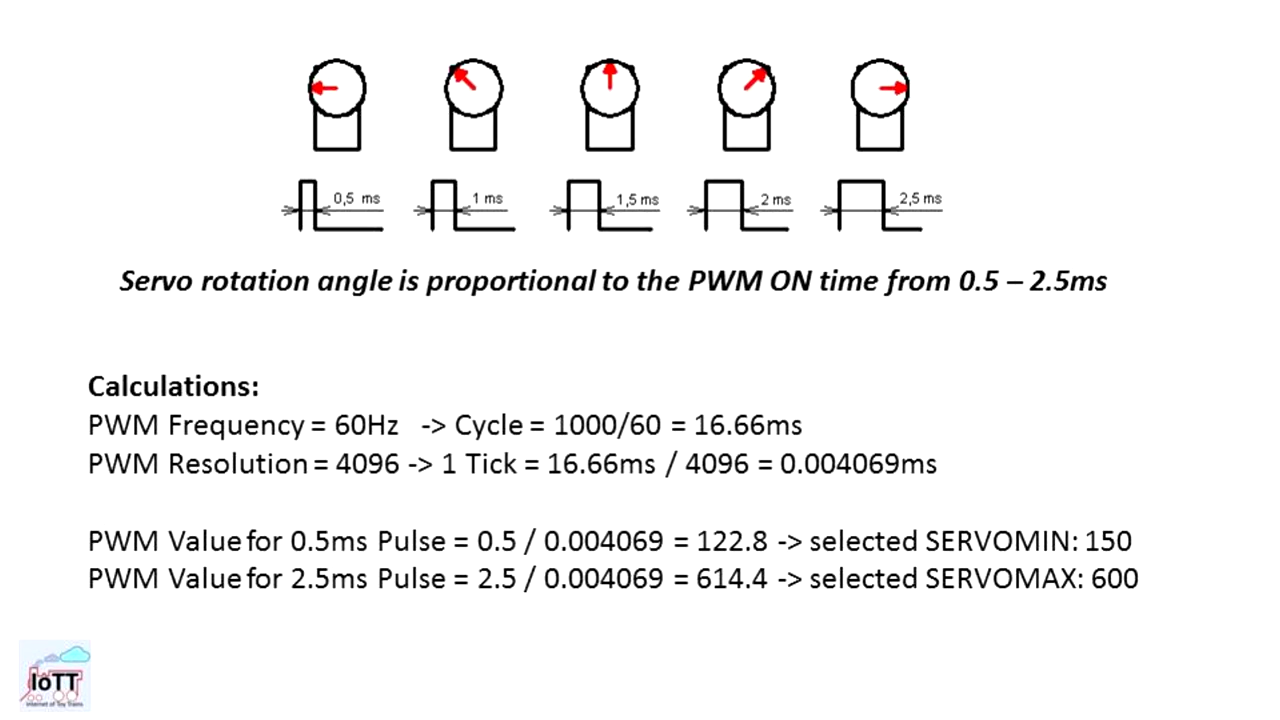 0,5 ms 1 ms 1,5 ms 2 ms 2,5 ms
Servo rotation angle is proportional to the PWM ON time from 0.5 – 2.5ms
Calculations:
PWM Frequency = 60Hz -> Cycle = 1000/60 = 16.66ms
PWM Resolution = 4096 -> 1 Tick = 16.66ms / 4096 = 0.004069ms
PWM Value for 0.5ms Pulse = 0.5 / 0.004069 = 122.8 -> selected SERVOMIN: 150
PWM Value for 2.5ms Pulse = 2.5 / 0.004069 = 614.4 -> selected SERVOMAX: 600
IoTT
Internet of Toy Trains